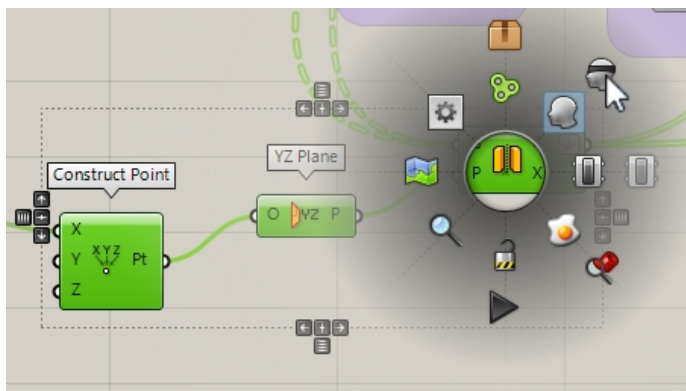 YZ Plane
Construct Point
P X
O YZ P
X
XYZ
Y Pt
Z